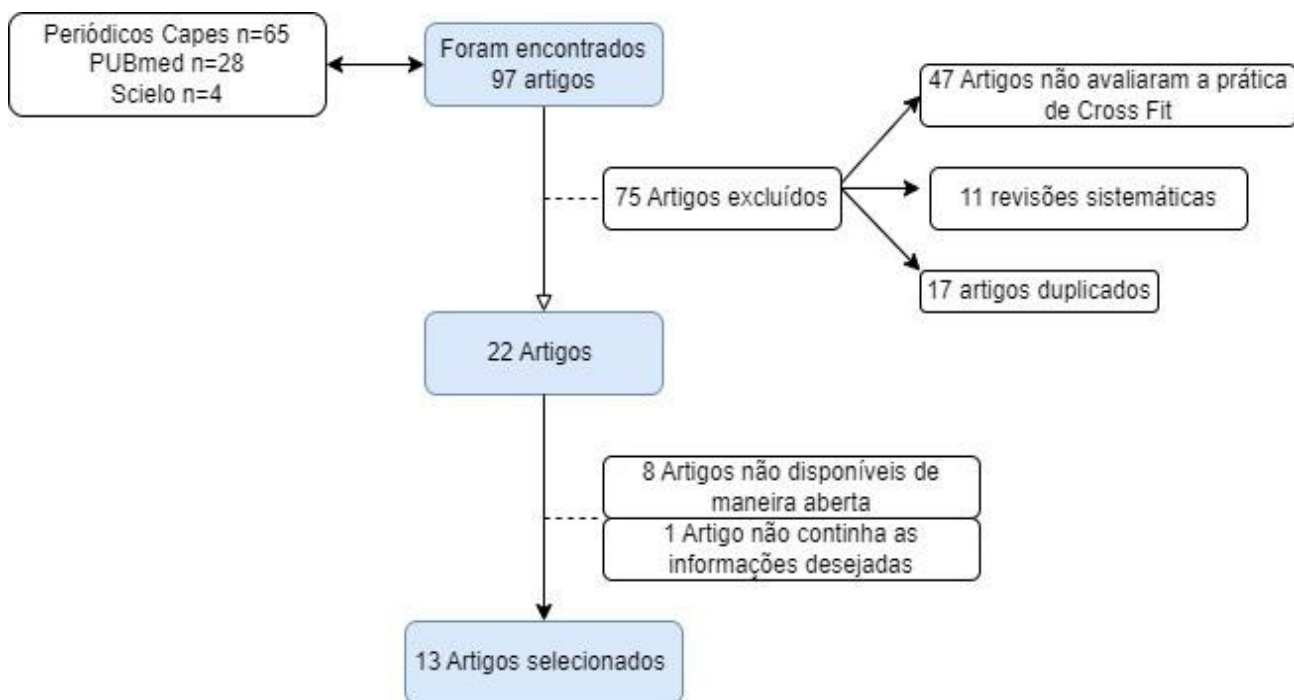 Periódicos Capes n=65
PUBmed n=28
Scielo n=4
Foram encontrados
97 artigos
47 Artigos não avaliaram a prática
de Cross Fit
75 Artigos excluídos
11 revisões sistemáticas
17 artigos duplicados
22 Artigos
8 Artigos não disponíveis de
maneira aberta
1 Artigo não continha as
informações desejadas
13 Artigos selecionados